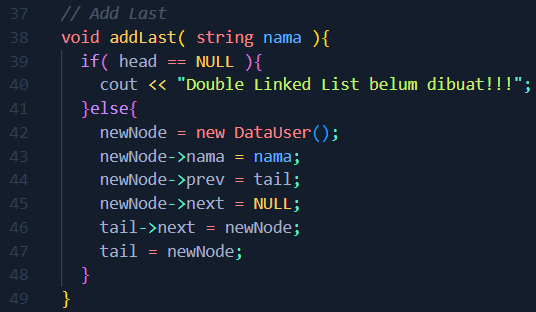 37 // Add Last
38 void addLast( string nama ){
39 if( head == NULL ){
40 cout << "Double Linked List belum dibuat!!!";
41 }else{
42 newNode = new DataUser();
43 newNode->nama = nama;
44 newNode->prev = tail;
45 newNode->next = NULL;
46 tail->next = newNode;
47 tail = newNode;
48 }
49 }